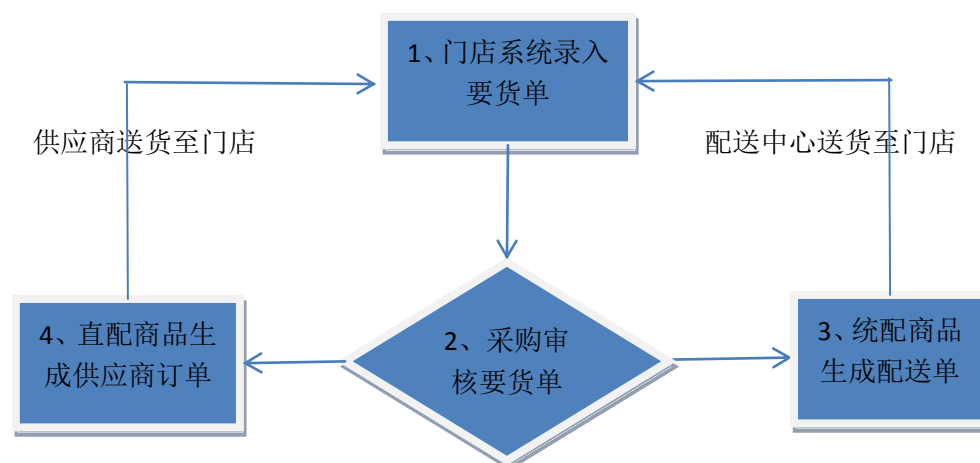 1、门店系统录入
要货单
供应商送货至门店
配送中心送货至门店
2、采购审
核要货单
4、直配商品生
成供应商订单
3、统配商品
生成配送单